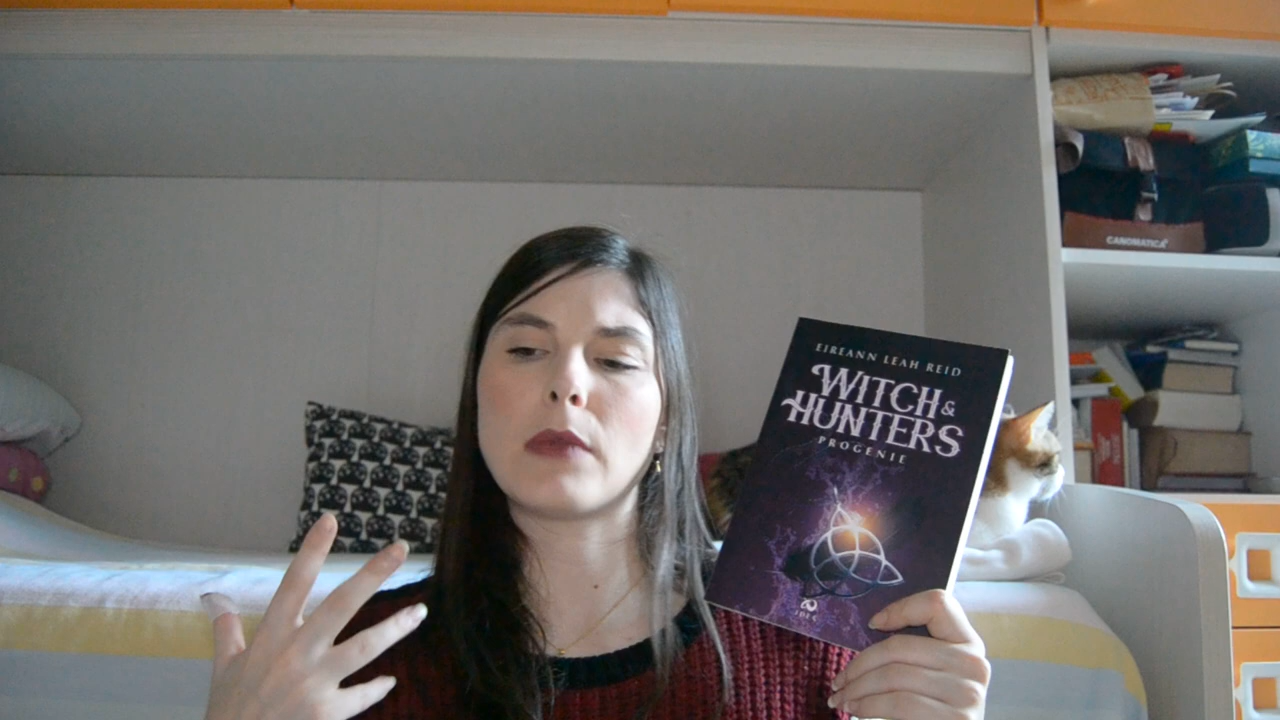 EIREANN LEAH REID
WITCH &
HUNTERS
PROGENIE
CANOMATICA